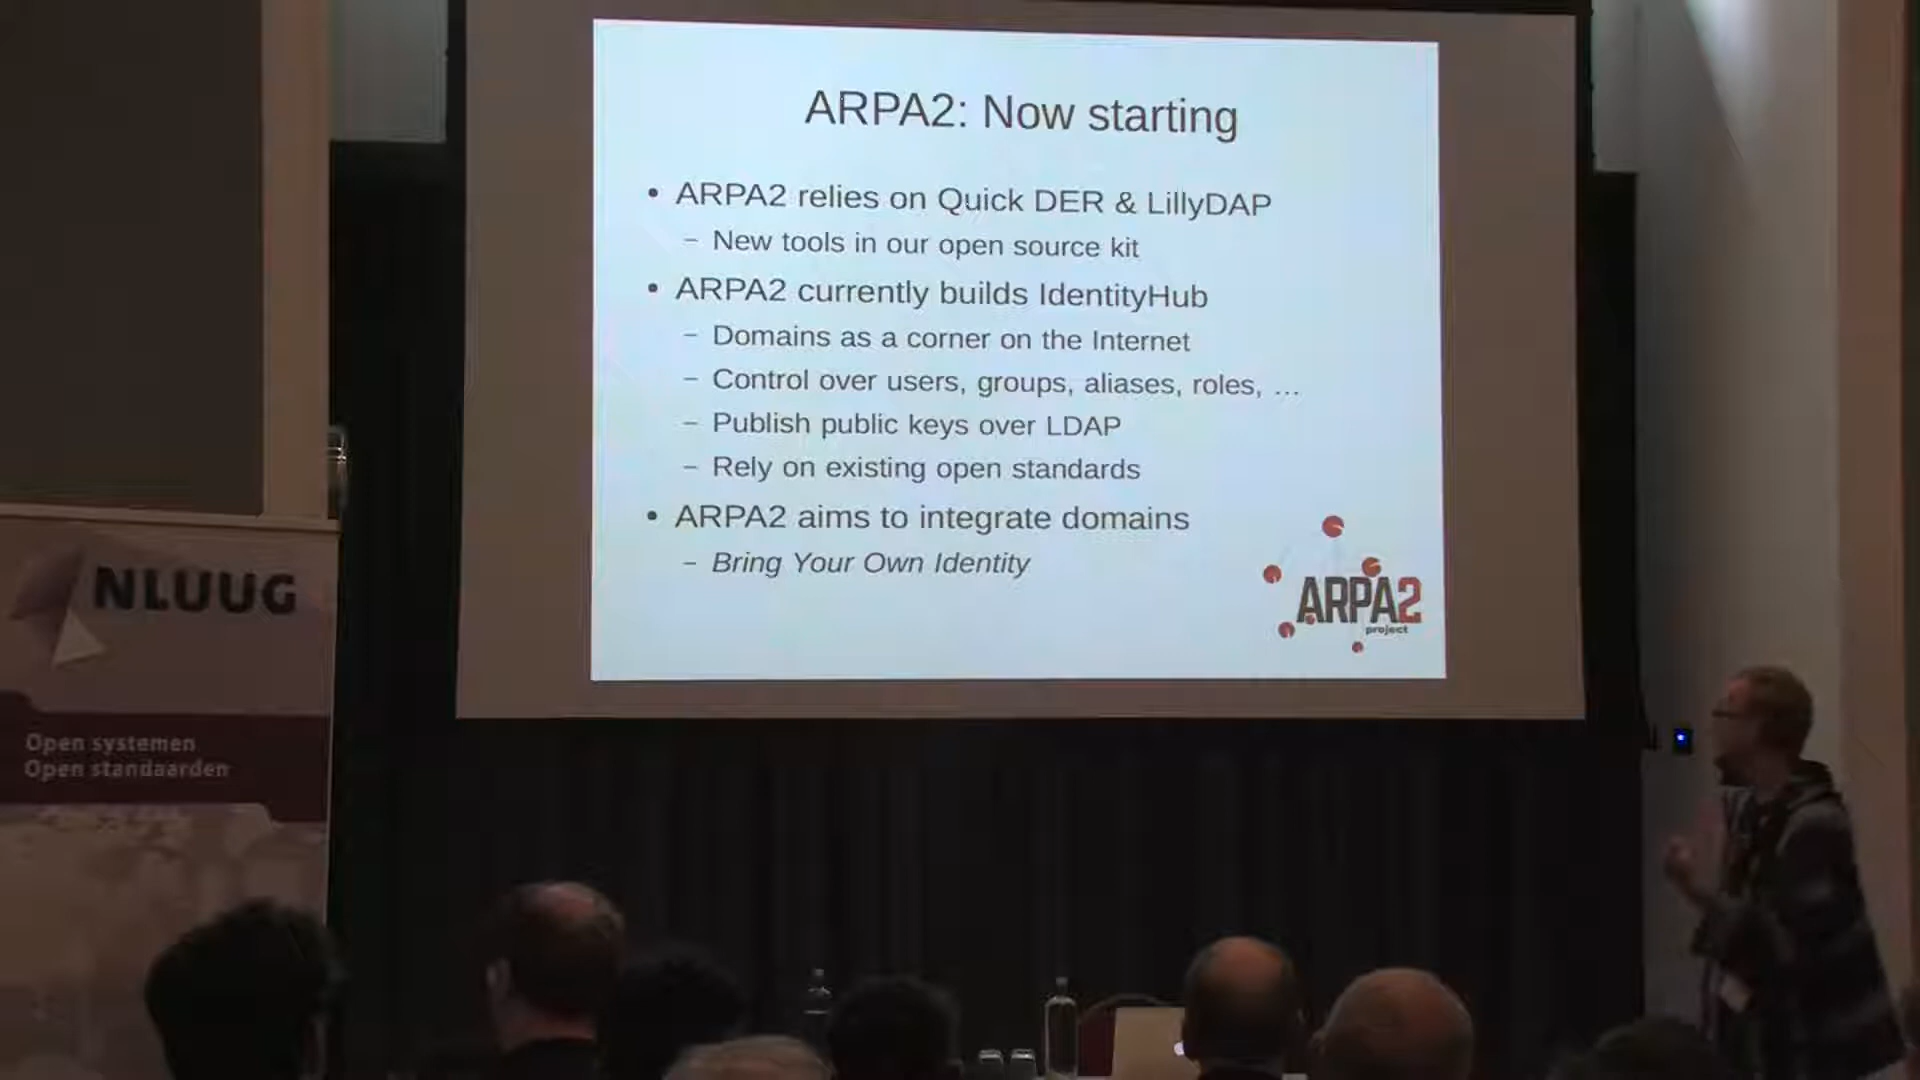 ARPA2: Now starting
• ARPA2 relies on Quick DER & LillyDAP
– New tools in our open source kit
• ARPA2 currently builds IdentityHub
– Domains as a corner on the Internet
– Control over users, groups, aliases, roles, …
– Publish public keys over LDAP
– Rely on existing open standards
• ARPA2 aims to integrate domains
– Bring Your Own Identity
ARPA2
project
NLUUG
Open systemen
Open standaarden